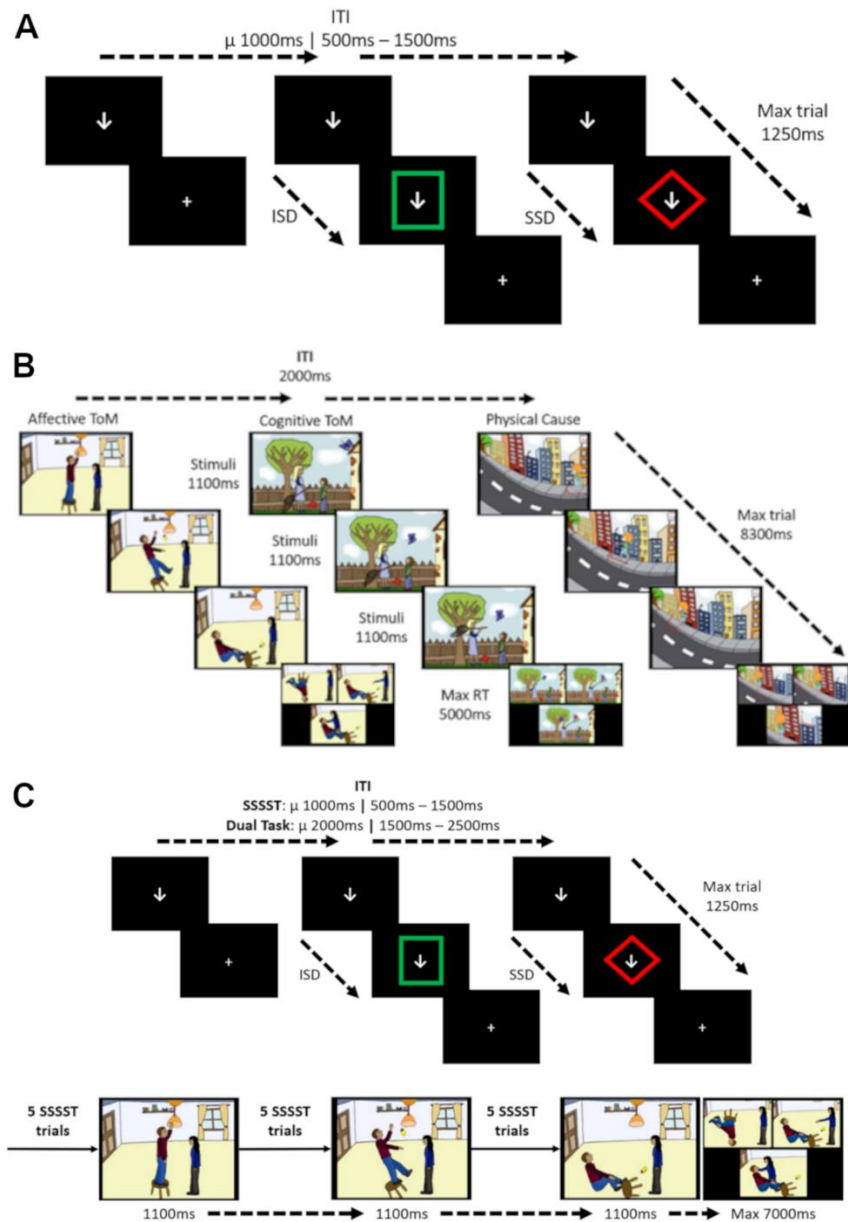 A
ITI
μ 1000ms | 500ms – 1500ms
Max trial
1250ms
ISD
SSD
B
ITI
2000ms
Affective ToM
Cognitive ToM
Physical Cause
Stimuli
1100ms
Stimuli
1100ms
Max trial
8300ms
Stimuli
1100ms
Max RT
5000ms
C
ITI
SSSST: μ 1000ms | 500ms – 1500ms
Dual Task: μ 2000ms | 1500ms – 2500ms
Max trial
1250ms
ISD
SSD
5 SSSST
trials
5 SSSST
trials
5 SSSST
trials
1100ms
1100ms
1100ms
Max 7000ms